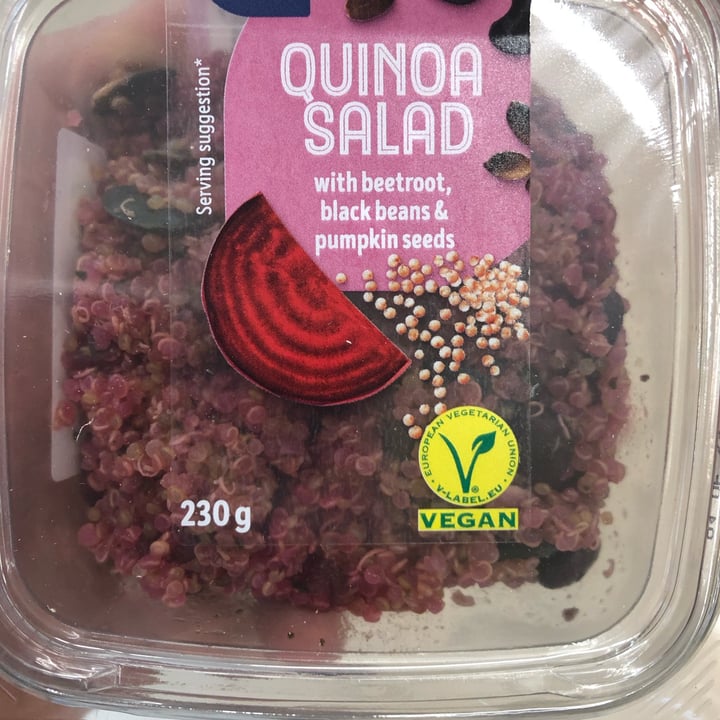 QUINOA
SALAD
with beetroot,
black beans &
pumpkin seeds
Serving suggestion*
EUROPEAN VEGETARIAN UNION
V-LABEL.EU
VEGAN
230 g